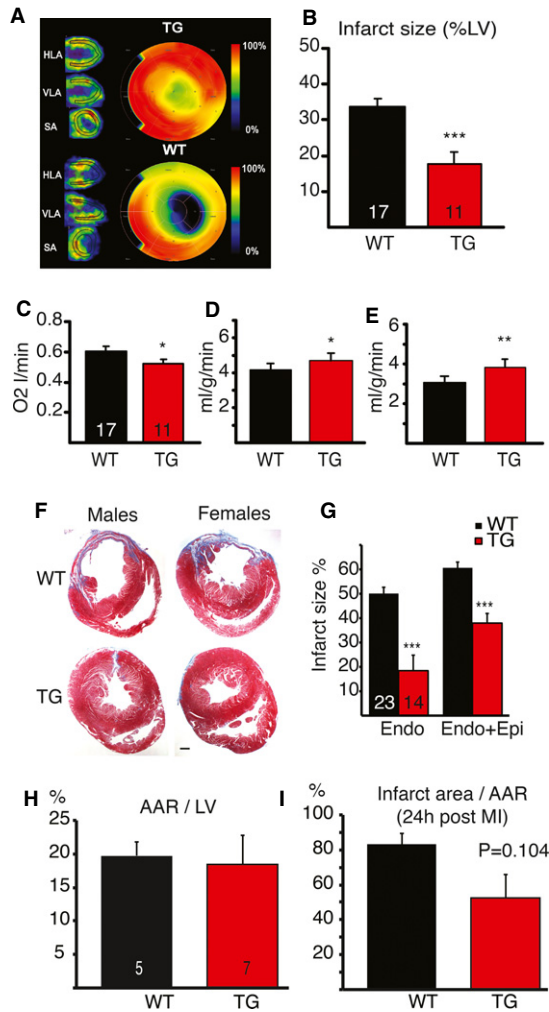 A
TG
HLA
VLA
SA
100%
0%
WT
HLA
VLA
SA
100%
0%
B
Infarct size (%LV)
50
40
30
20
10
***
17
11
WT
TG
C
O2 l/min
0.8
0.6
0.4
0.2
*
17
11
WT
TG
D
ml/g/min
6
4
2
*
WT
TG
E
ml/g/min
6
4
2
**
WT
TG
F
Males
Females
WT
TG
G
WT
TG
Infarct size %
60
50
40
30
20
10
***
***
23
14
Endo
Endo+Epi
H
%
AAR / LV
25
20
15
10
5
5
7
WT
TG
I
%
Infarct area / AAR
(24h post MI)
100
80
60
40
20
P=0.104
WT
TG